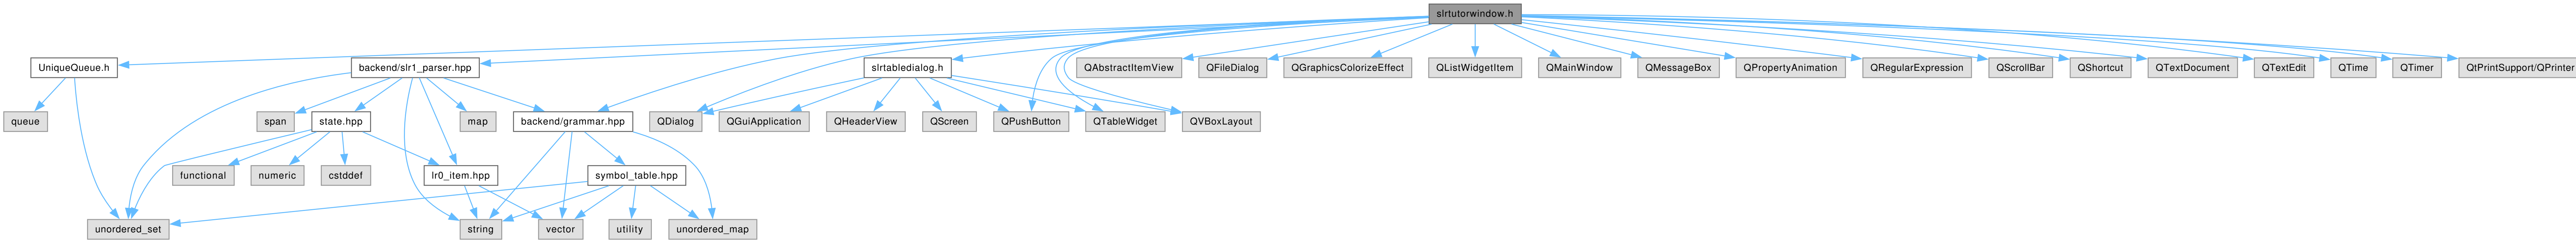 slrtutorwindow.h
UniqueQueue.h
backend/slr1_parser.hpp
slrtabledialog.h
QAbstractItemView
QFileDialog
QGraphicsColorizeEffect
QListWidgetItem
QMainWindow
QMessageBox
QPropertyAnimation
QRegularExpression
QScrollBar
QShortcut
QTextDocument
QTextEdit
QTime
QTimer
QtPrintSupport/QPrinter
queue
span
state.hpp
map
backend/grammar.hpp
QDialog
QGuiApplication
QHeaderView
QScreen
QPushButton
QTableWidget
QVBoxLayout
functional
numeric
cstddef
lr0_item.hpp
symbol_table.hpp
unordered_set
string
vector
utility
unordered_map